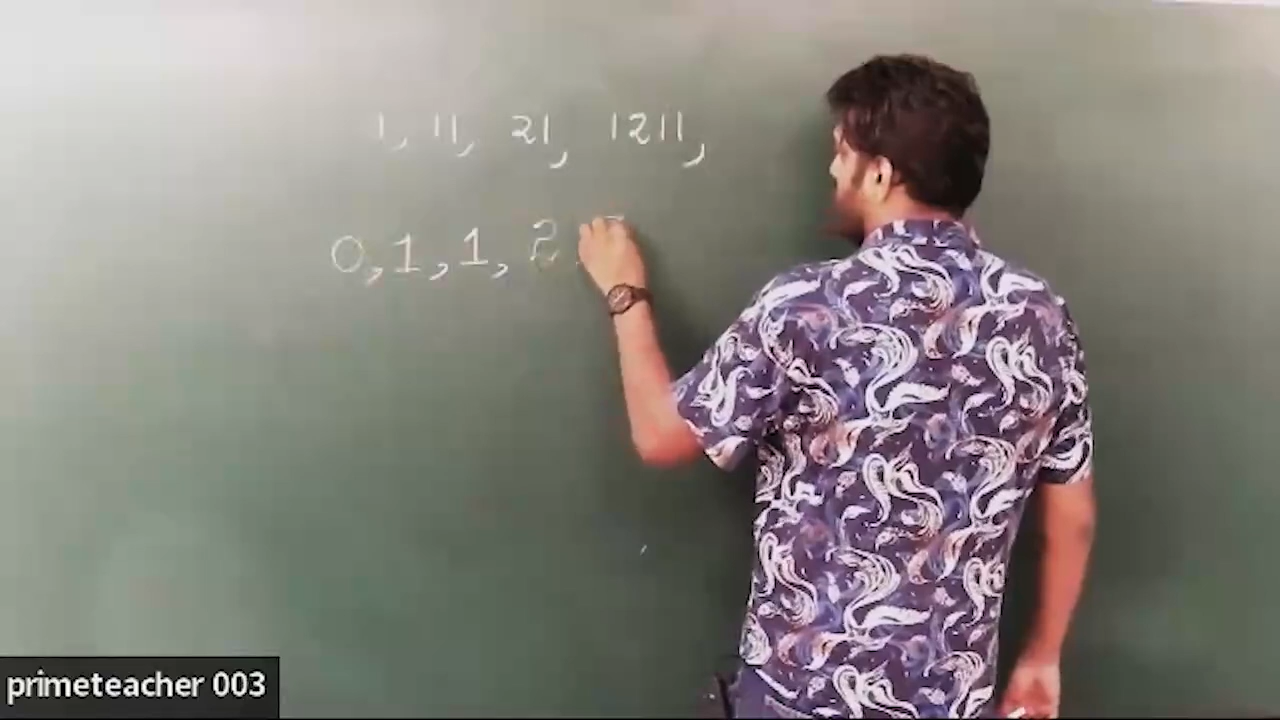 1, 11, 21, 1211,
0, 1, 1, 2
primeteacher 003